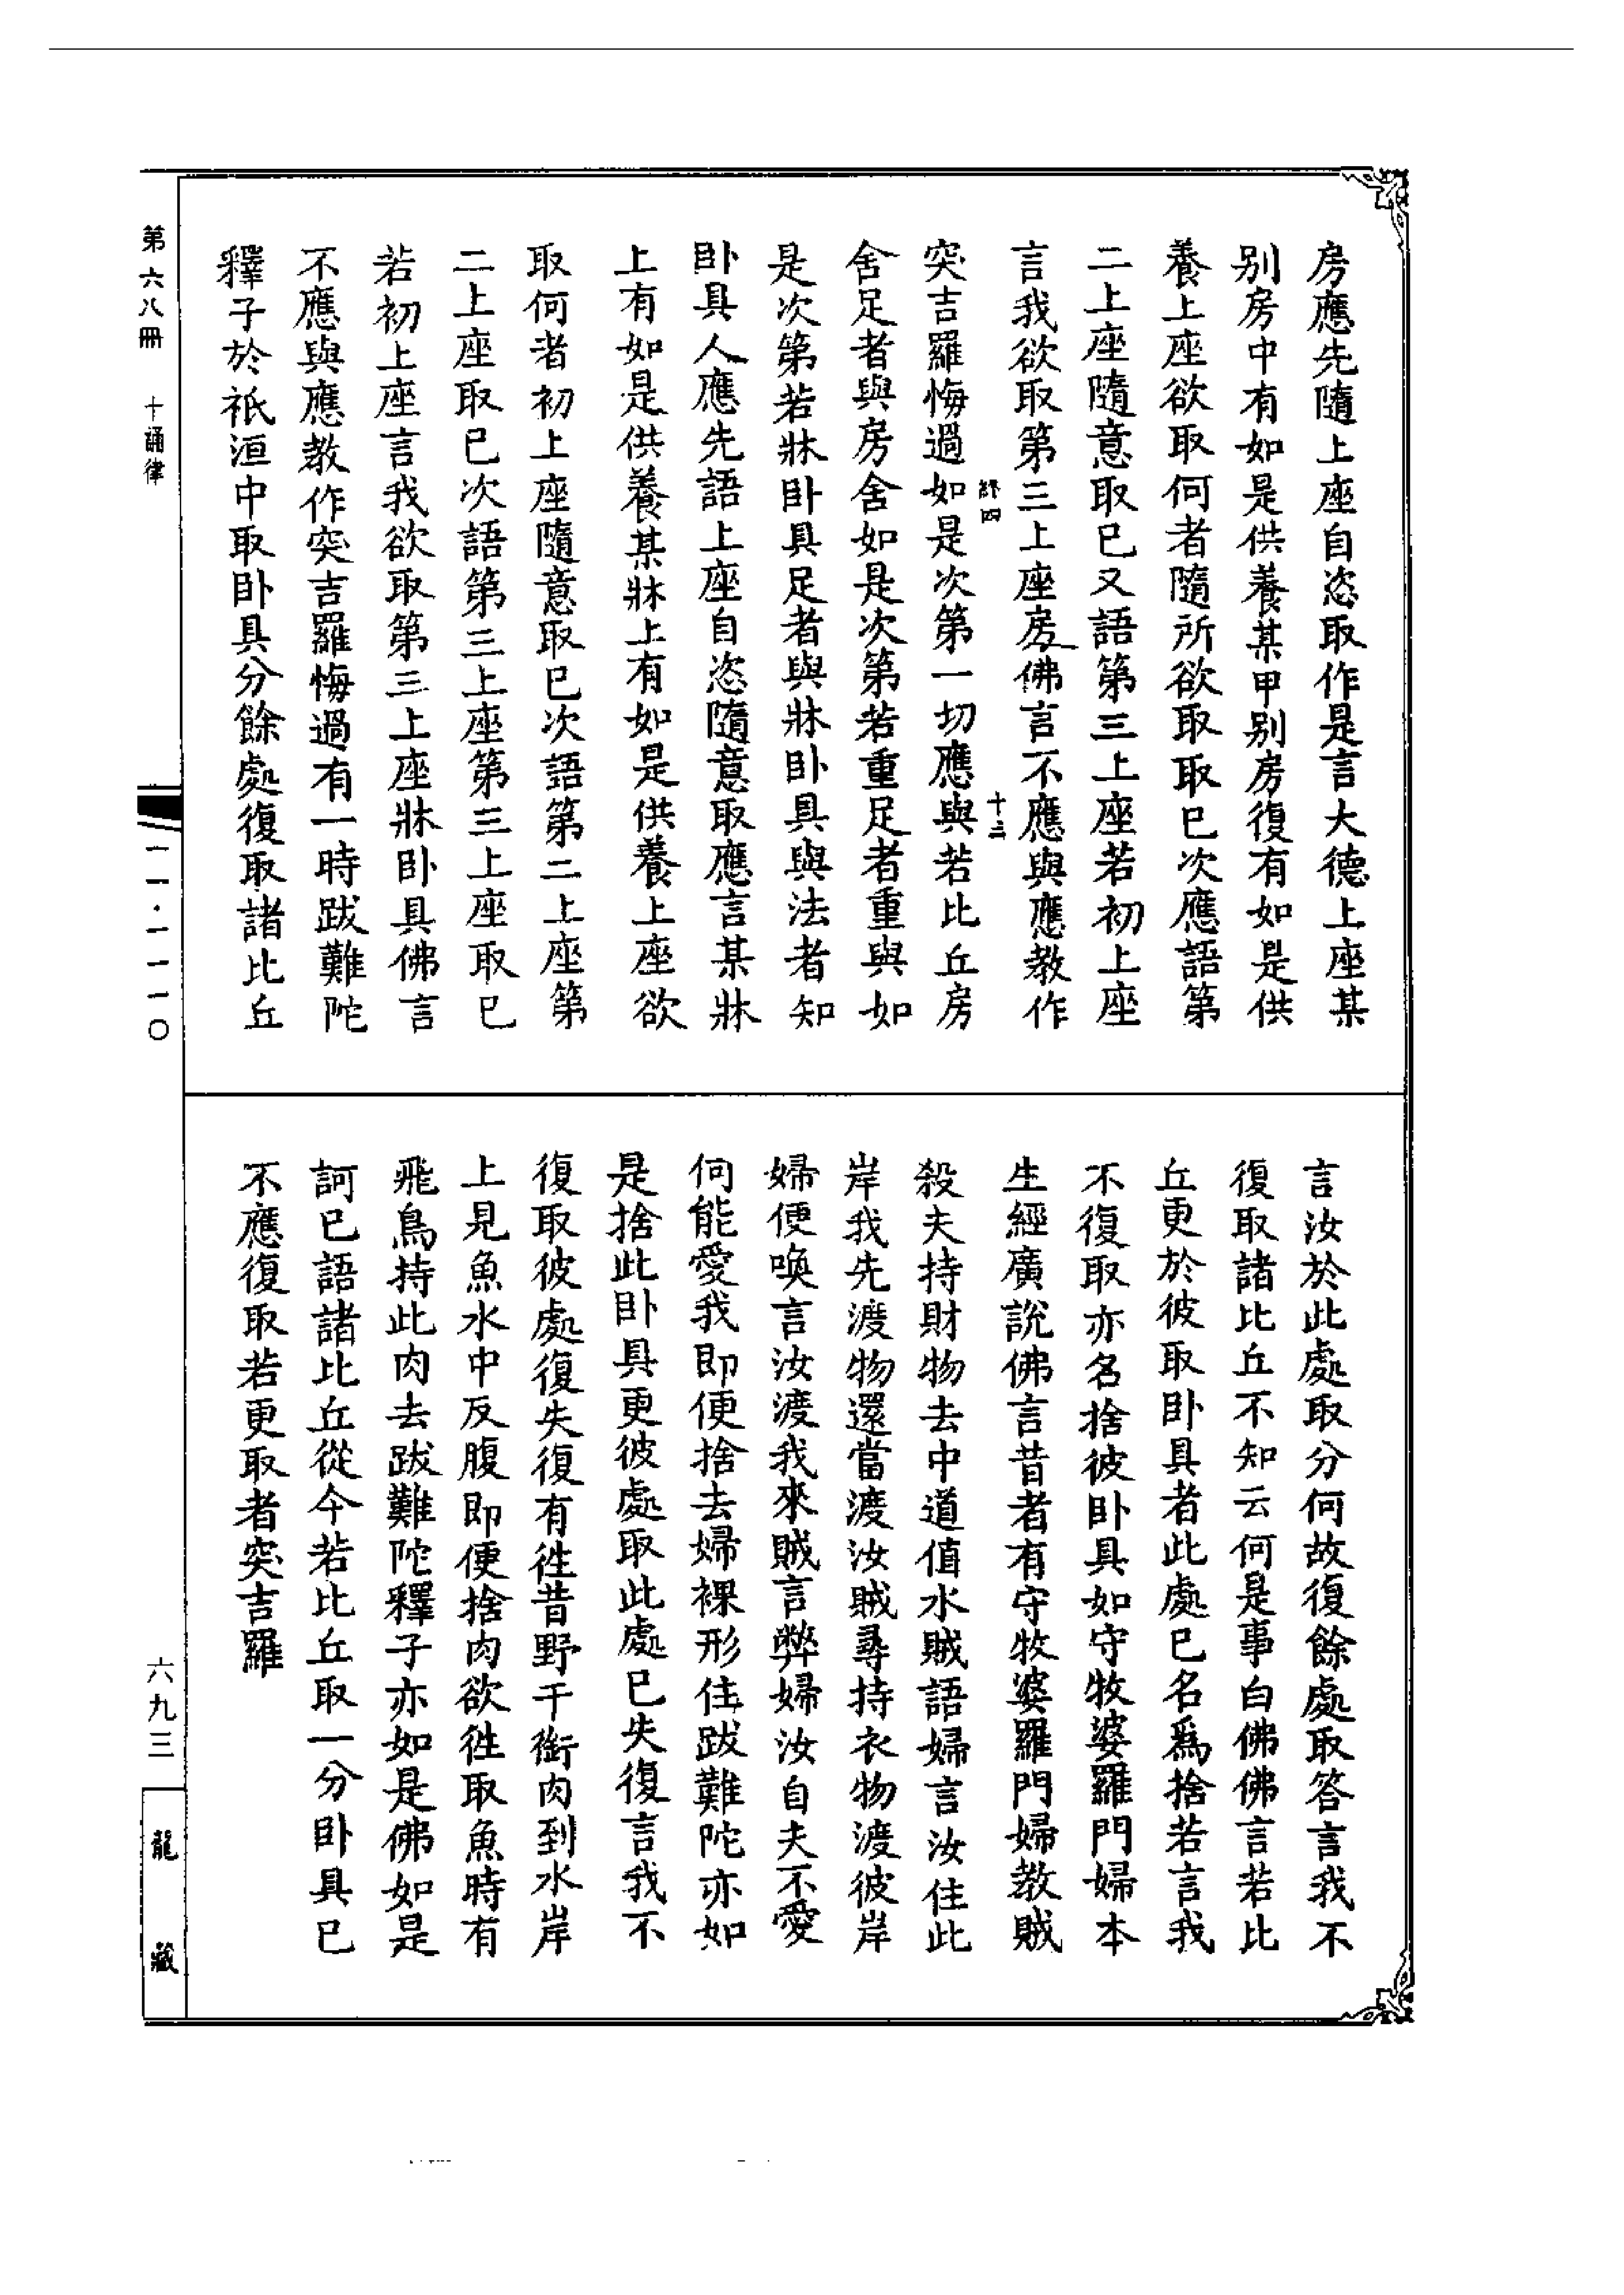 房應先隨上座自恣取作是言大德上座某
别房中有如是供養某甲别房復有如是供
養上座欲取何者隨所欲取取已次應語第
二上座隨意取已又語第三上座若初上座
言我欲取第三上座房佛言不應與應教作
終四
十三
突吉羅悔過如是次第一切應與若比丘房
舍足者與房舍如是次第若重足者重與如
是次第若牀卧具足者與牀卧具與法者知
卧具人應先語上座自恣隨意取應言某牀
上有如是供養某牀上有如是供養上座欲
取何者初上座隨意取已次語第二上座第
二上座取已次語第三上座第三上座取已
若初上座言我欲取第三上座牀卧具佛言
不應與應教作突吉羅悔過有一時跋難陀
釋子於祇洹中取卧具分餘處復取諸比丘
言汝於此處取分何故復餘處取答言我不
復取諸比丘不知云何是事白佛佛言若比
丘更於彼取卧具者此處已名爲捨若言我
不復取亦名捨彼卧具如守牧婆羅門婦本
生經廣說佛言昔者有守牧婆羅門婦教賊
殺夫持財物去中道值水賊語婦言汝住此
岸我先渡物還當渡汝賊尋持衣物渡彼岸
婦便喚言汝渡我來賊言弊婦汝自夫不愛
何能愛我即便捨去婦裸形住跋難陀亦如
是捨此卧具更彼處取此處已失復言我不
復取彼處復失復有徃昔野干銜肉到水岸
上見魚水中反腹即便捨肉欲徃取魚時有
飛鳥持此肉去跋難陀釋子亦如是佛如是
訶已語諸比丘從今若比丘取一分卧具已
不應復取若更取者突吉羅
第六八冊 十誦律
一一·一一一〇
六九三
龍藏